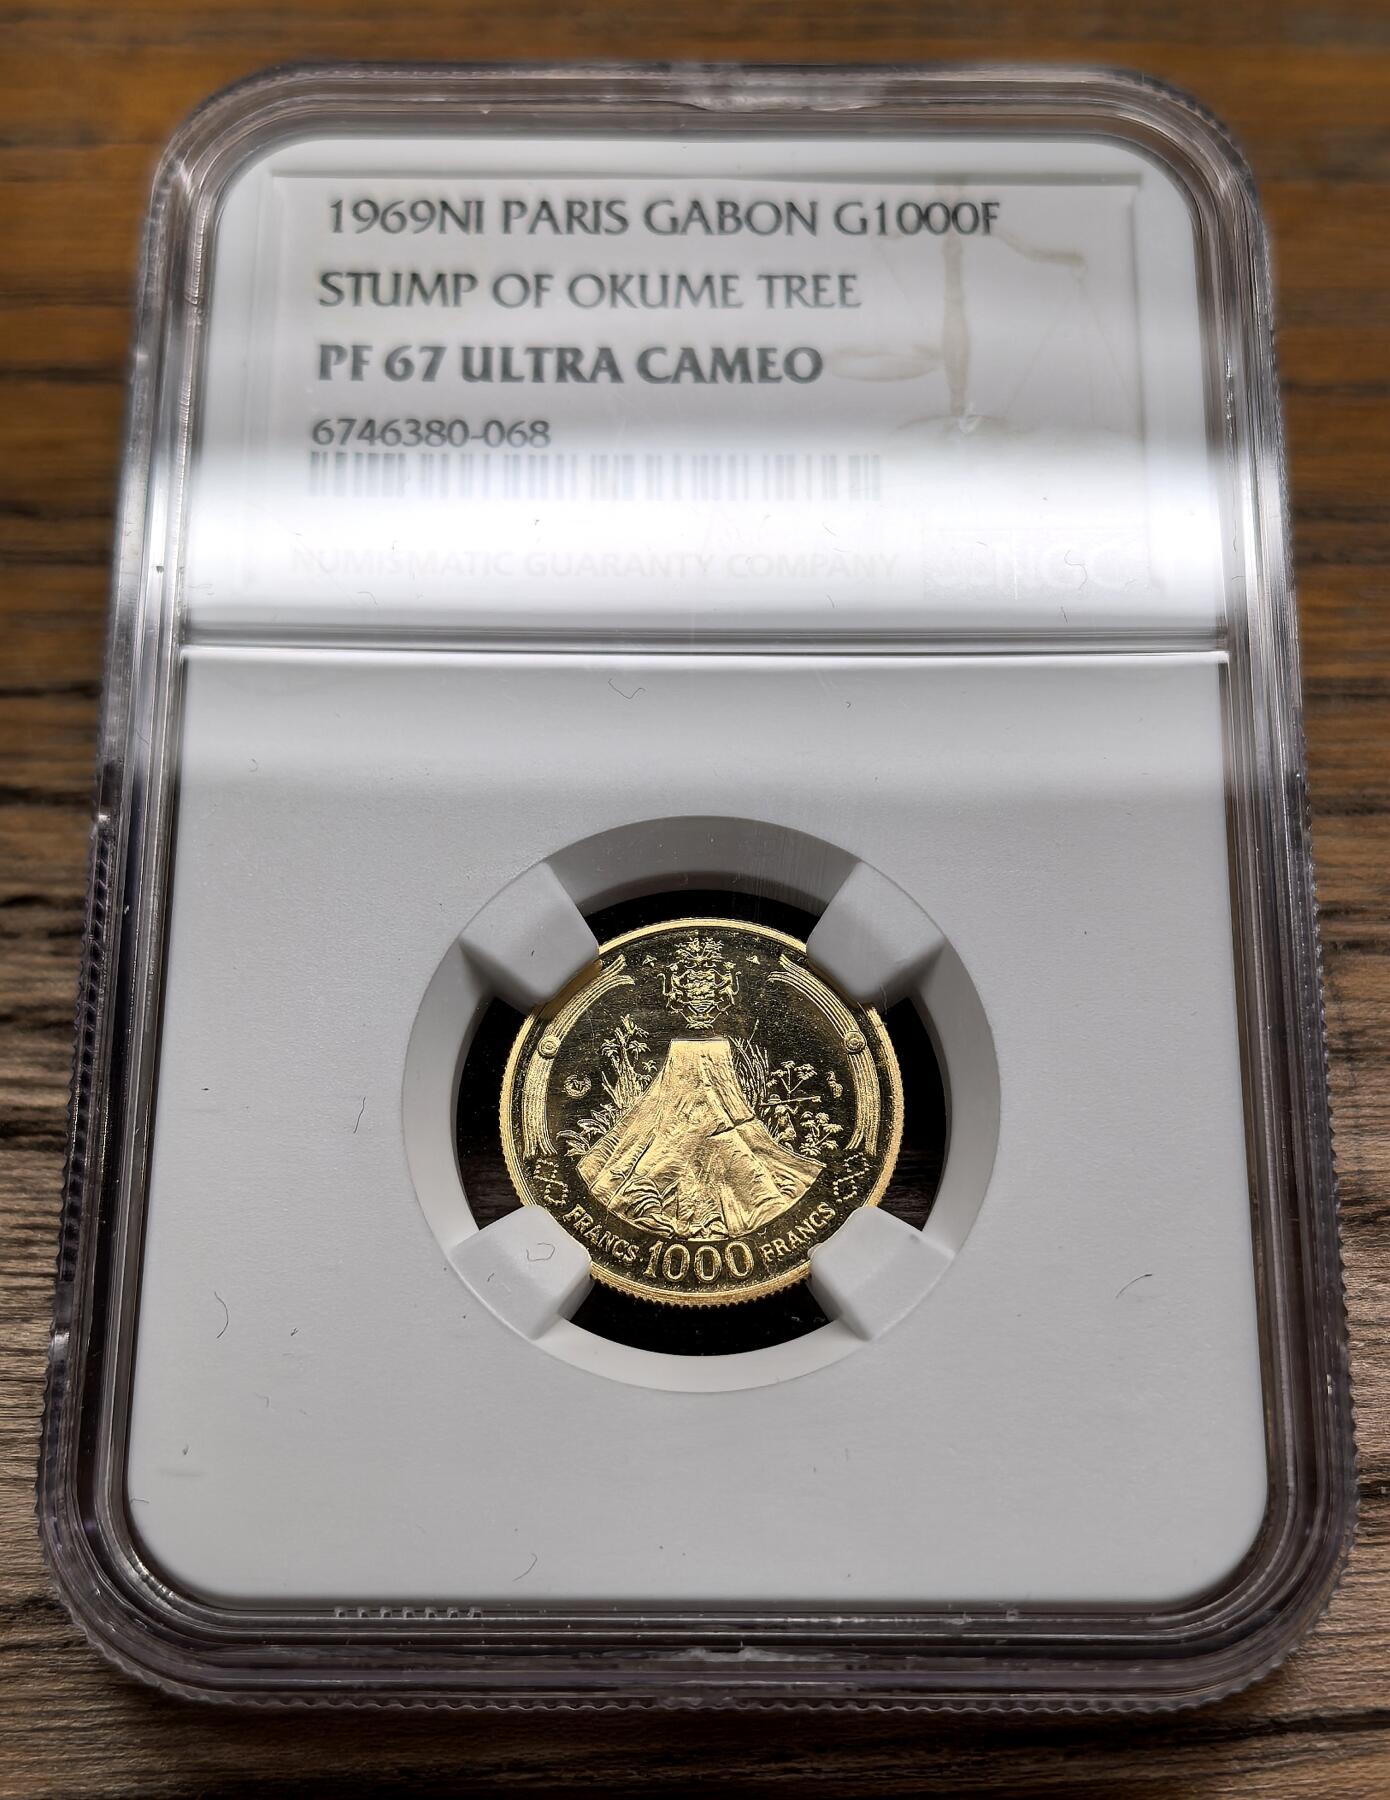 1969NI PARIS GABON G1000F
STUMP OF OKUME TREE
PF 67 ULTRA CAMEO
6746380-068
NUMISMATIC GUARANTY COMPANY
NGC
FRANCS 1000 FRANCS